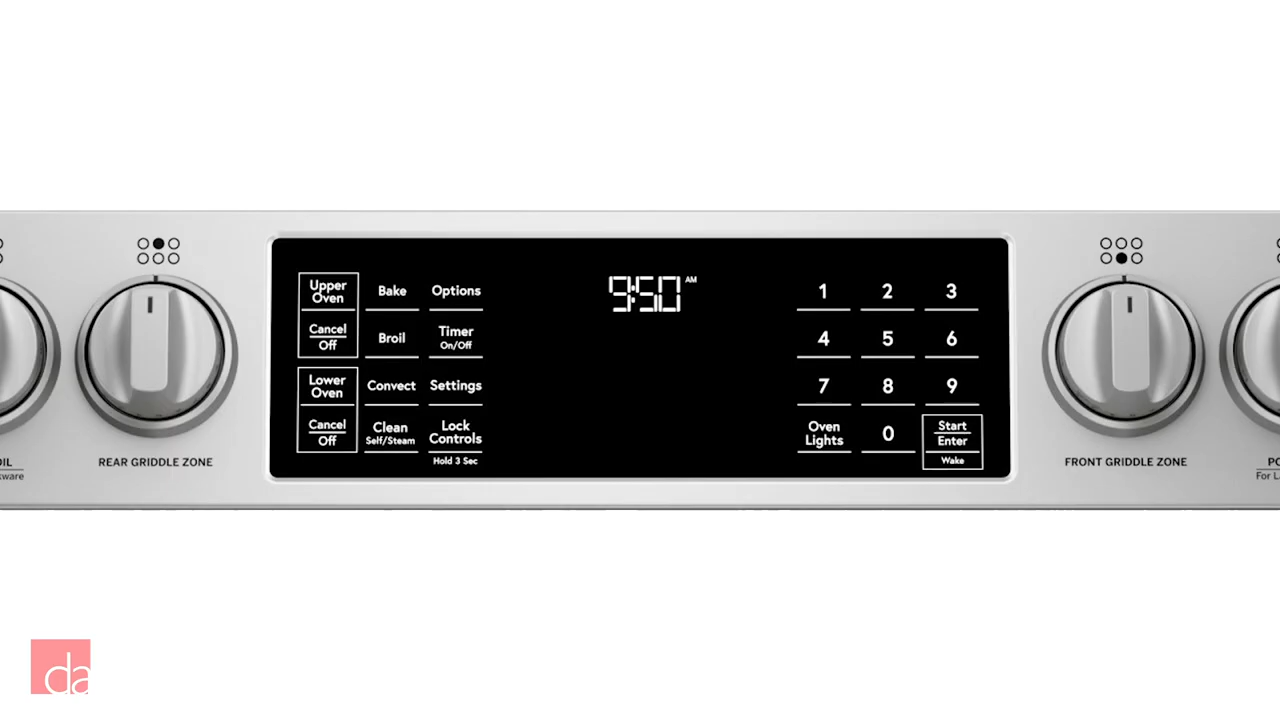 Upper
Oven
Cancel
Off
Lower
Oven
Cancel
Off
Bake
Broil
Convect
Clean
Self/Steam
Options
Timer
On/Off
Settings
Lock
Controls
Hold 3 Sec
9:50 AM
1 2 3
4 5 6
7 8 9
Oven
Lights
0
Start
Enter
Wake
REAR GRIDDLE ZONE
FRONT GRIDDLE ZONE
da